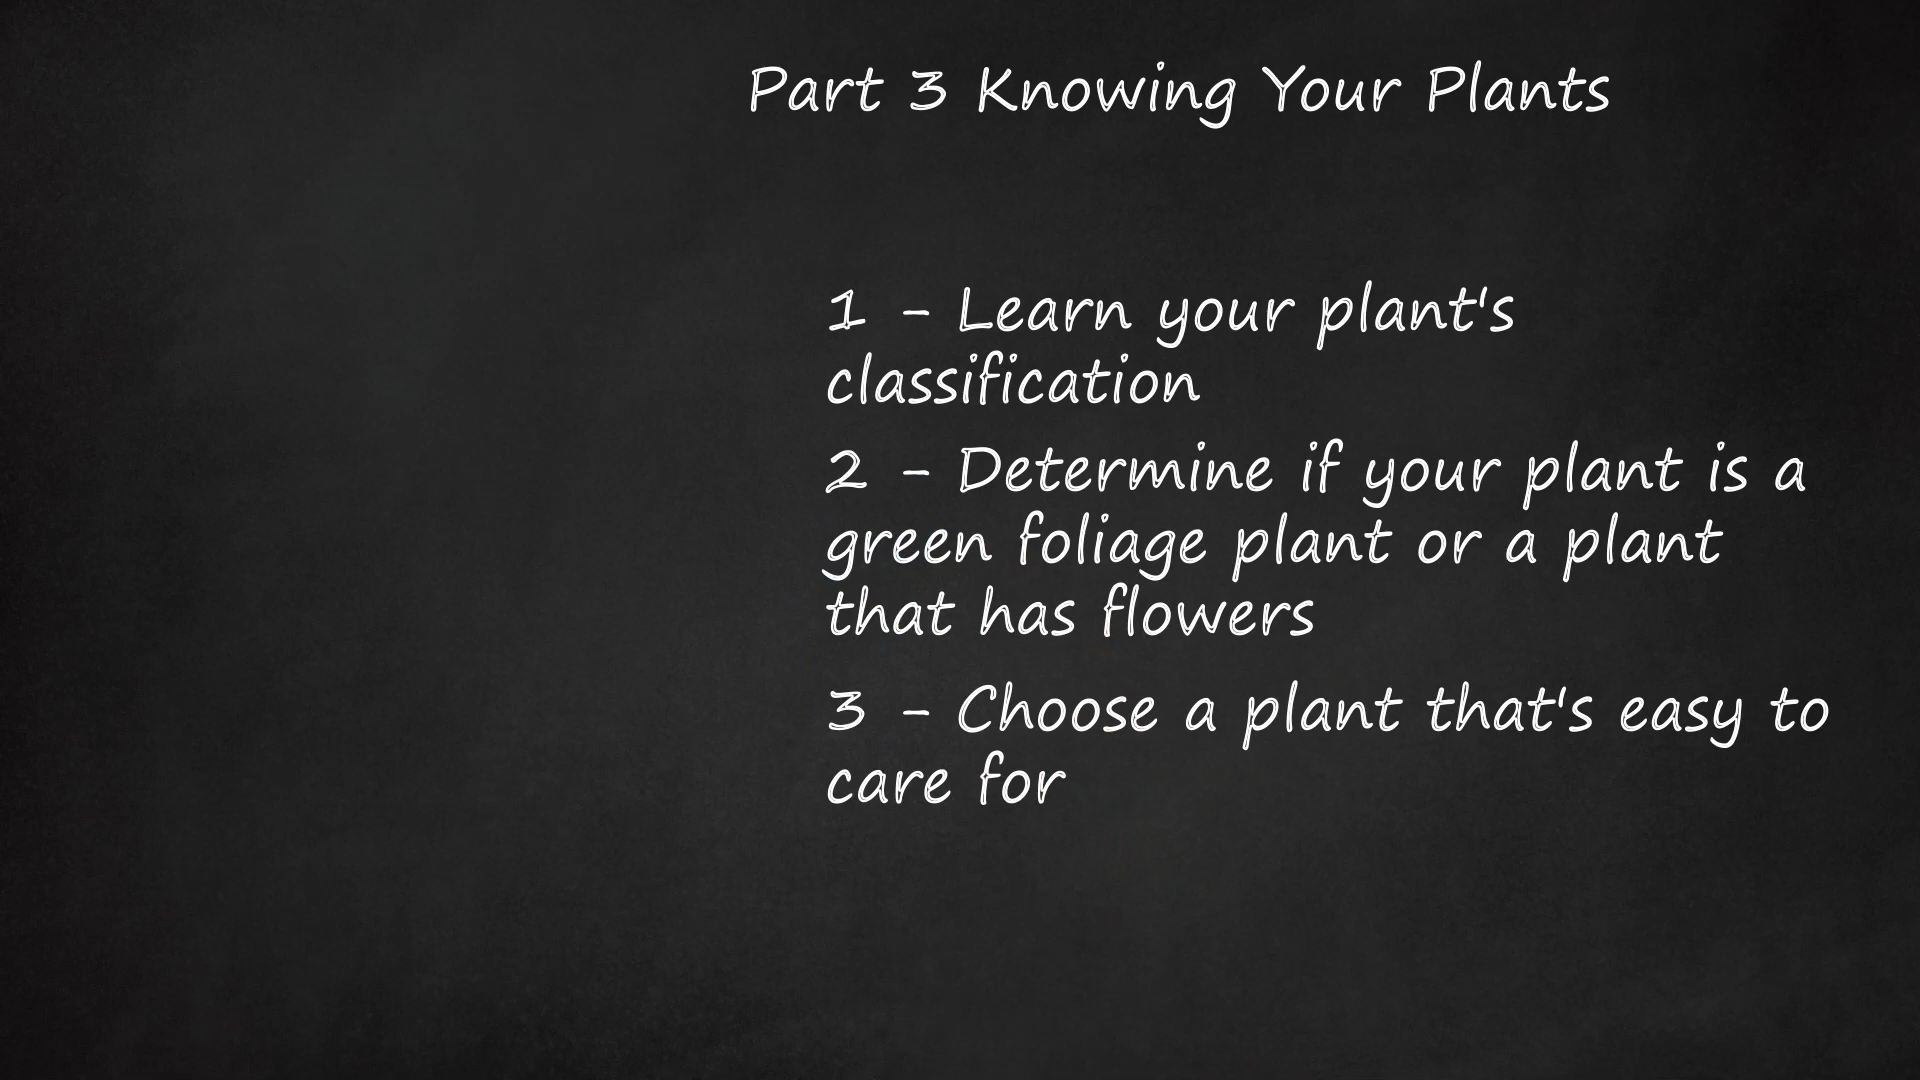 Part 3 Knowing Your Plants
1 - Learn your plant's
classification
2 - Determine if your plant is a
green foliage plant or a plant
that has flowers
3 - Choose a plant that's easy to
care for